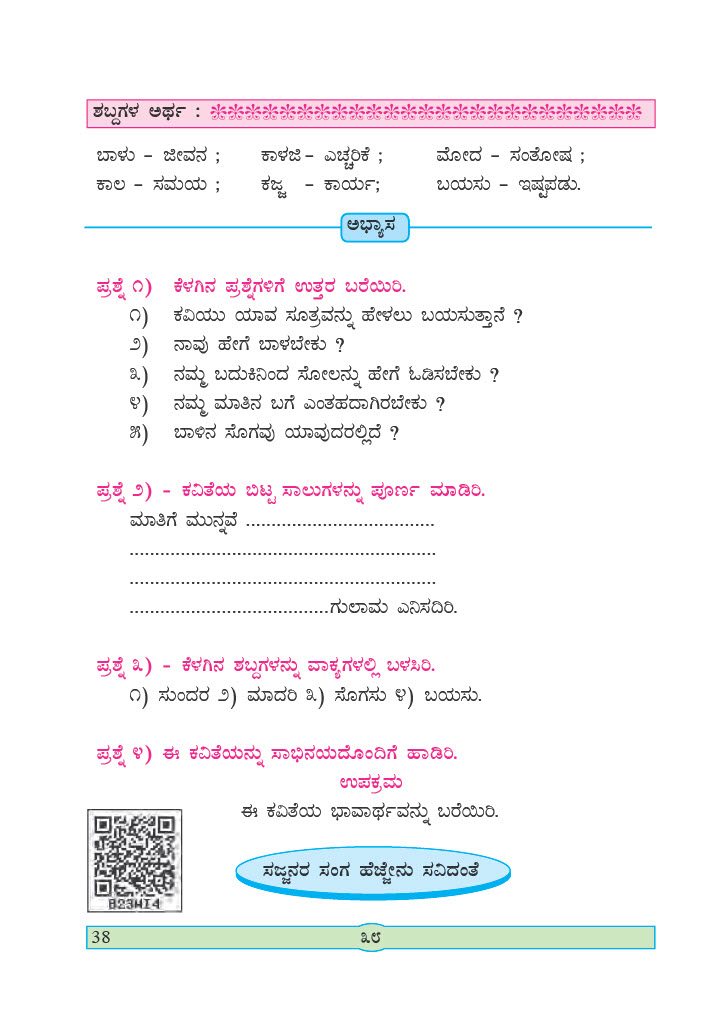 ಶಬ್ದಗಳ ಅರ್ಥ :
ಬಾಳು - ಜೀವನ ; ಕಾಳಜಿ - ಎಚ್ಚರಿಕೆ ; ಮೋದ - ಸಂತೋಷ ;
ಕಾಲ - ಸಮಯ ; ಕಜ್ಜ - ಕಾರ್ಯ; ಬಯಸು - ಇಷ್ಟಪಡು.
ಅಭ್ಯಾಸ
ಪ್ರಶ್ನೆ ೧) ಕೆಳಗಿನ ಪ್ರಶ್ನೆಗಳಿಗೆ ಉತ್ತರ ಬರೆಯಿರಿ.
೧) ಕವಿಯು ಯಾವ ಸೂತ್ರವನ್ನು ಹೇಳಲು ಬಯಸುತ್ತಾನೆ ?
೨) ನಾವು ಹೇಗೆ ಬಾಳಬೇಕು ?
೩) ನಮ್ಮ ಬದುಕಿನಿಂದ ಸೋಲನ್ನು ಹೇಗೆ ಓಡಿಸಬೇಕು ?
೪) ನಮ್ಮ ಮಾತಿನ ಬಗೆ ಎಂತಹದಾಗಿರಬೇಕು ?
೫) ಬಾಳಿನ ಸೊಗವು ಯಾವುದರಲ್ಲಿದೆ ?
ಪ್ರಶ್ನೆ ೨) - ಕವಿತೆಯ ಬಿಟ್ಟ ಸಾಲುಗಳನ್ನು ಪೂರ್ಣ ಮಾಡಿರಿ.
ಮಾತಿಗೆ ಮುನ್ನವೆ .....................................
............................................................
............................................................
.......................................ಗುಲಾಮ ಎನಿಸದಿರಿ.
ಪ್ರಶ್ನೆ ೩) - ಕೆಳಗಿನ ಶಬ್ದಗಳನ್ನು ವಾಕ್ಯಗಳಲ್ಲಿ ಬಳಸಿರಿ.
೧) ಸುಂದರ ೨) ಮಾದರಿ ೩) ಸೊಗಸು ೪) ಬಯಸು.
ಪ್ರಶ್ನೆ ೪) ಈ ಕವಿತೆಯನ್ನು ಸಾಭಿನಯದೊಂದಿಗೆ ಹಾಡಿರಿ.
ಉಪಕ್ರಮ
ಈ ಕವಿತೆಯ ಭಾವಾರ್ಥವನ್ನು ಬರೆಯಿರಿ.
ಸಜ್ಜನರ ಸಂಗ ಹೆಜ್ಜೇನು ಸವಿದಂತೆ
B23WI4
38 ೩೮